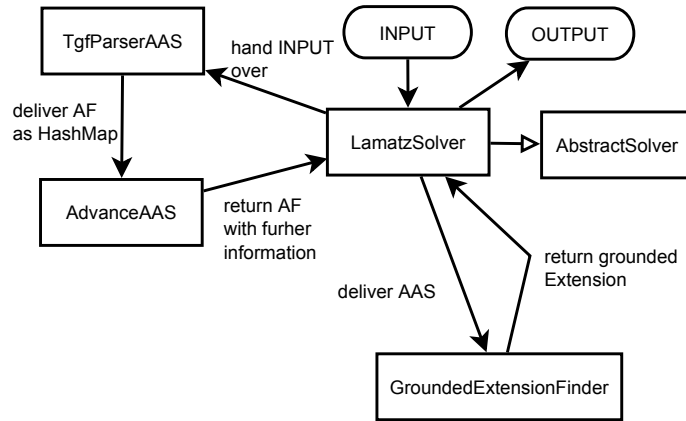 TgfParserAAS
hand INPUT
over
INPUT
OUTPUT
deliver AF
as HashMap
LamatzSolver
AbstractSolver
AdvanceAAS
return AF
with furher
information
deliver AAS
return grounded
Extension
GroundedExtensionFinder